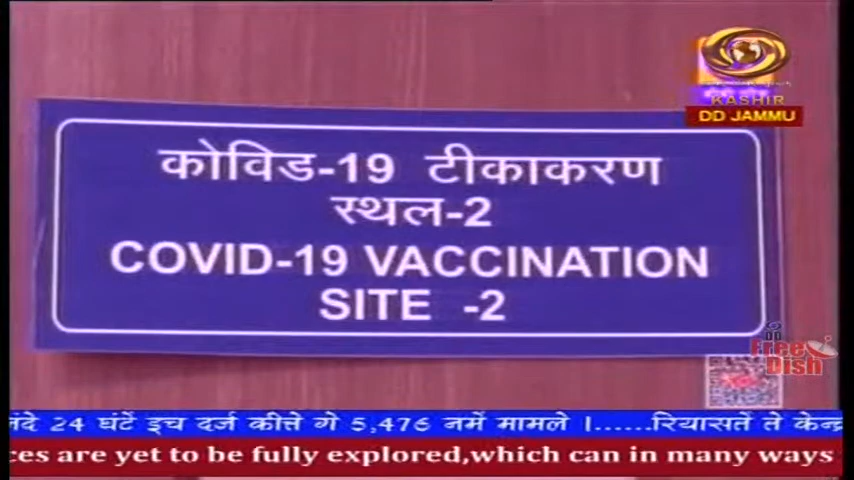 KASHIR
DD JAMMU
कोविड-19 टीकाकरण
स्थल-2
COVID-19 VACCINATION
SITE -2
DD
Free
Dish
24 घंटें इच दर्ज कीत्ते गे 5,476 नमें मामले |......रियासतें ते केन्द्र
are yet to be fully explored,which can in many ways